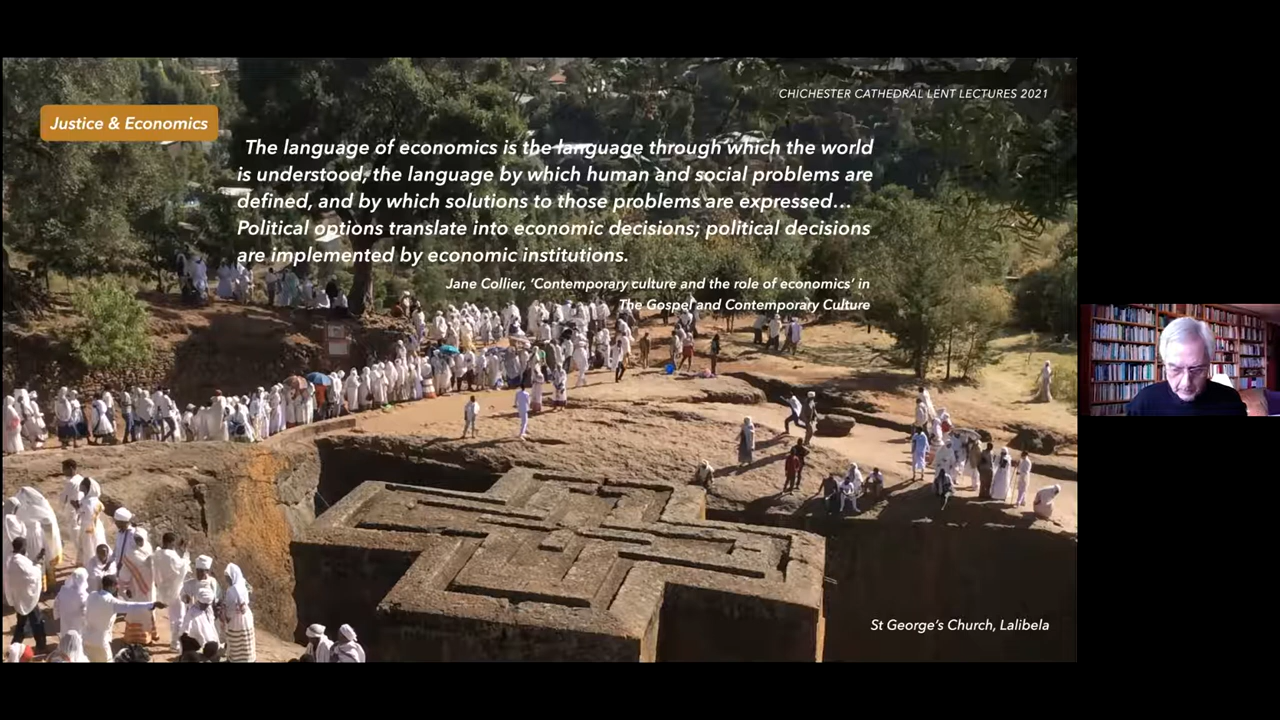 CHICHESTER CATHEDRAL LENT LECTURES 2021
Justice & Economics
The language of economics is the language through which the world
is understood, the language by which human and social problems are
defined, and by which solutions to those problems are expressed…
Political options translate into economic decisions; political decisions
are implemented by economic institutions.
Jane Collier, ‘Contemporary culture and the role of economics’ in
The Gospel and Contemporary Culture
St George’s Church, Lalibela